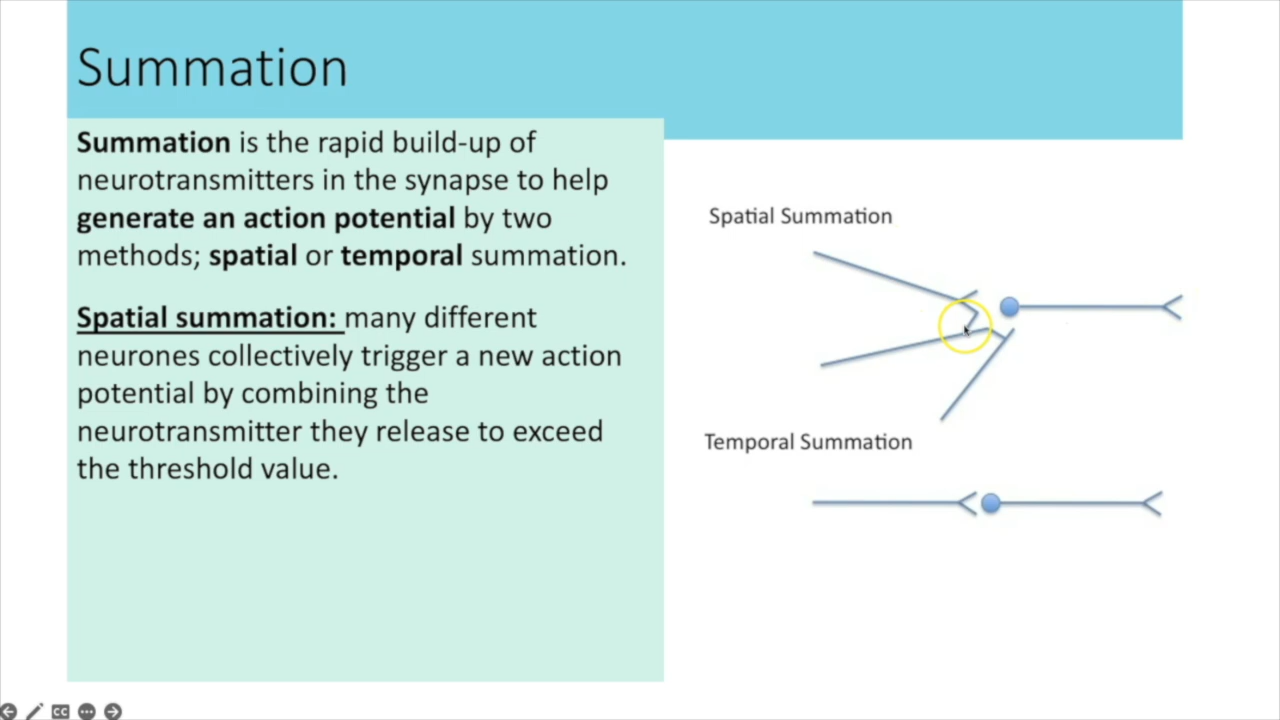 Summation
Summation is the rapid build-up of
neurotransmitters in the synapse to help
generate an action potential by two
methods; spatial or temporal summation.
Spatial summation: many different
neurones collectively trigger a new action
potential by combining the
neurotransmitter they release to exceed
the threshold value.
Spatial Summation
Temporal Summation
CC